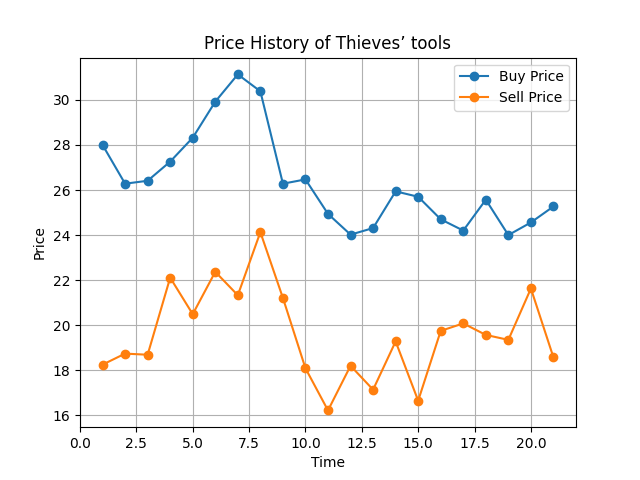 Price History of Thieves’ tools
Buy Price
Sell Price
Price
30
28
26
24
22
20
18
16
0.0 2.5 5.0 7.5 10.0 12.5 15.0 17.5 20.0
Time